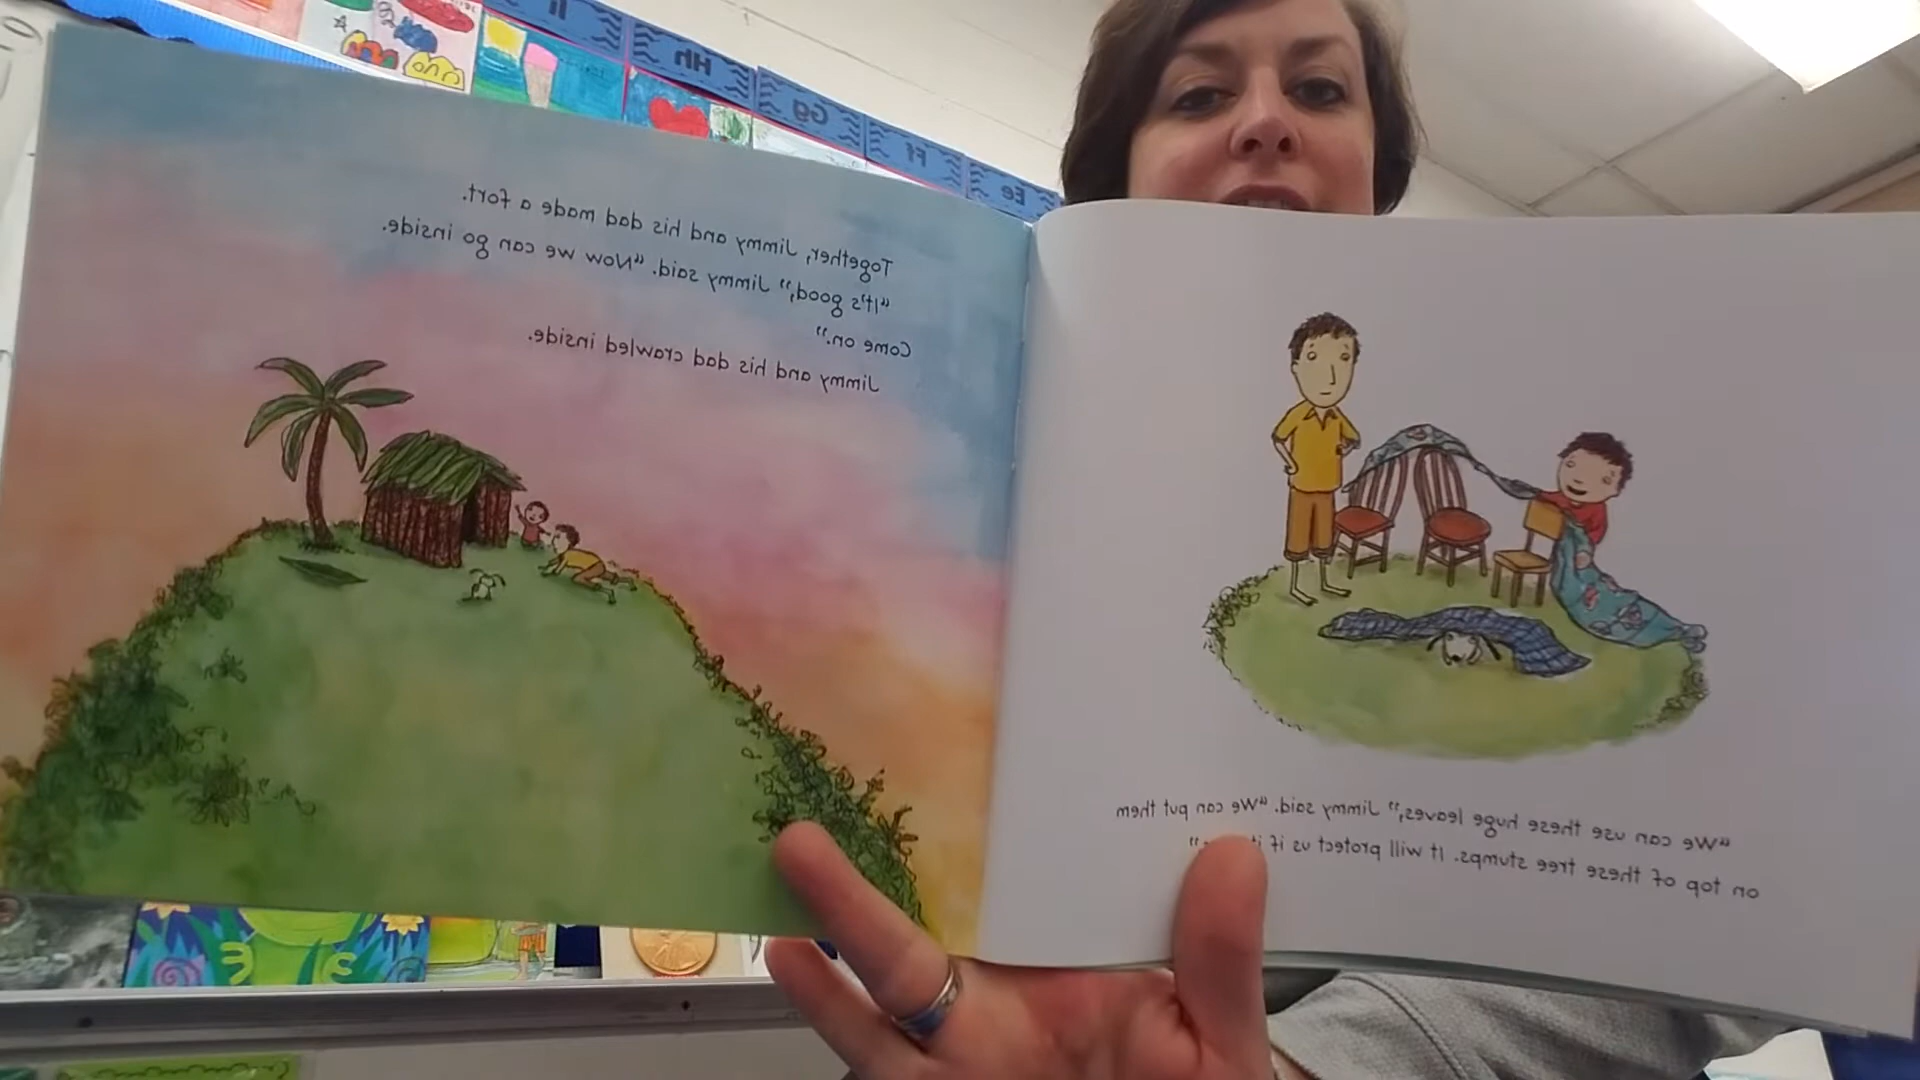 Ee
Ff
Gg
Hh
“We can use these huge leaves,” Jimmy said. “We can put them
on top of these tree stumps. It will protect us if
Together, Jimmy and his dad made a fort.
“It’s good,” Jimmy said. “Now we can go inside.
Come on.”
Jimmy and his dad crawled inside.